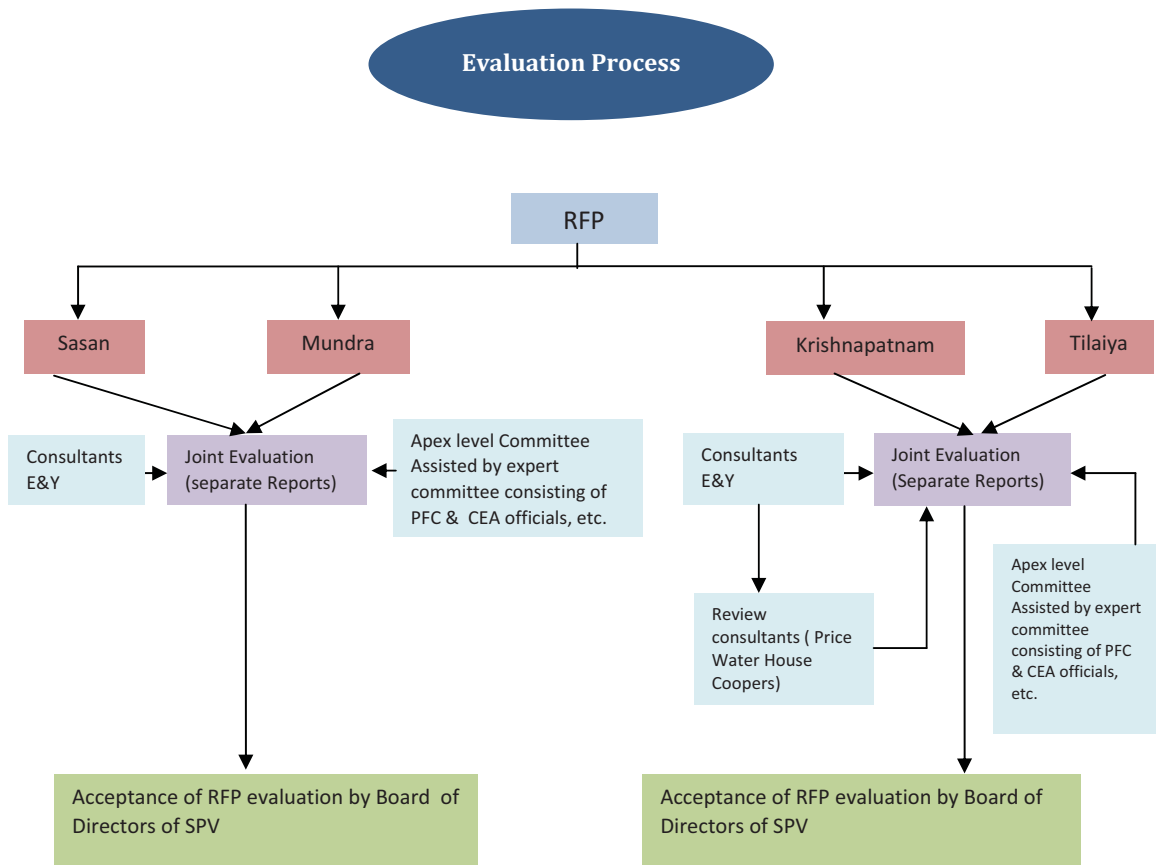 Evaluation Process
RFP
Sasan
Mundra
Krishnapatnam
Tilaiya
Consultants
E&Y
Joint Evaluation
(separate Reports)
Apex level Committee
Assisted by expert
committee consisting of
PFC & CEA officials, etc.
Consultants
E&Y
Joint Evaluation
(Separate Reports)
Review
consultants ( Price
Water House
Coopers)
Apex level
Committee
Assisted by expert
committee
consisting of PFC
& CEA officials,
etc.
Acceptance of RFP evaluation by Board of
Directors of SPV
Acceptance of RFP evaluation by Board of
Directors of SPV